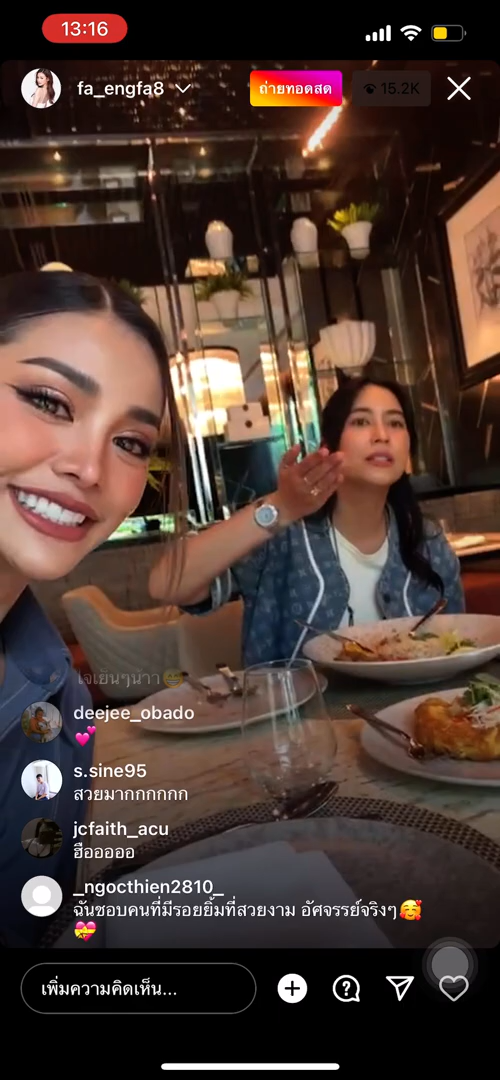 13:16
fa_engfa8
ถ่ายทอดสด
15.2K
ใจเย็นๆน่าา😂
deejee_obado
💕
s.sine95
สวยมากกกกกก
jcfaith_acu
ฮืออออออ
_ngocthien2810_
ฉันชอบคนที่มีรอยยิ้มที่สวยงาม อัศจรรย์จริงๆ🥰
💝
เพิ่มความคิดเห็น...